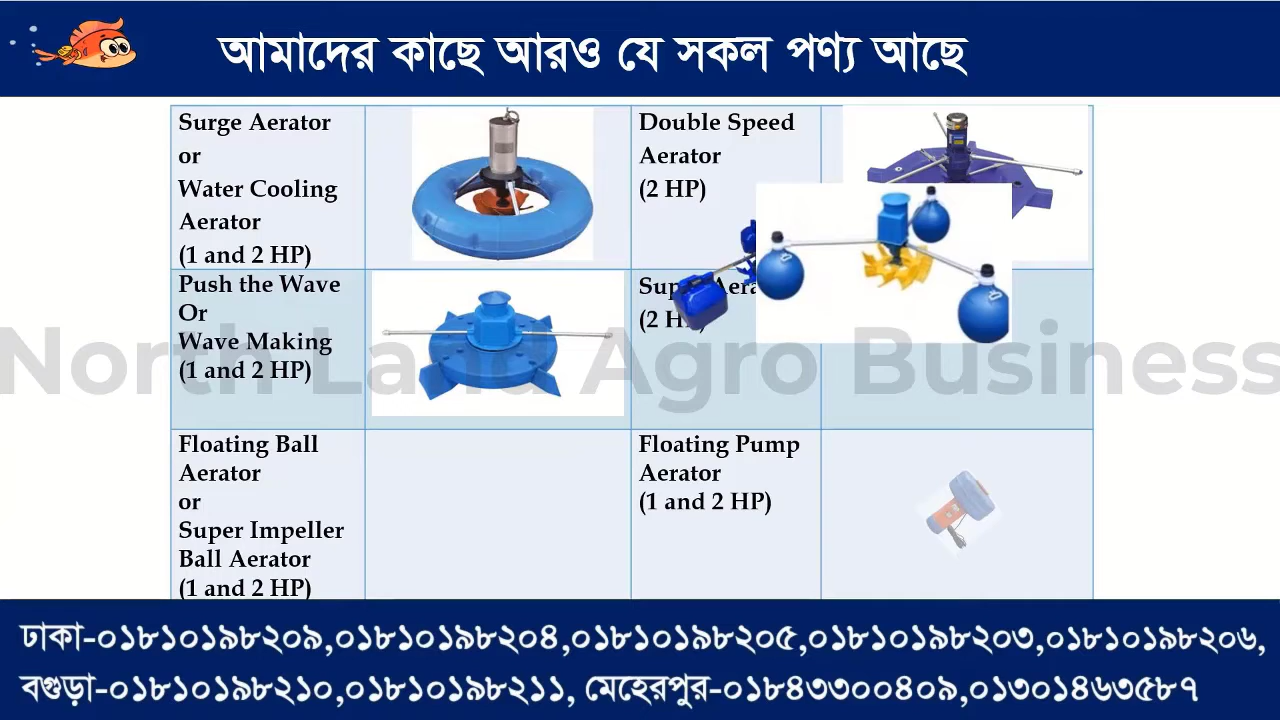 আমাদের কাছে আরও যে সকল পণ্য আছে
Surge Aerator
or
Water Cooling
Aerator
(1 and 2 HP)
Double Speed
Aerator
(2 HP)
Push the Wave
Or
Wave Making
(1 and 2 HP)
(2
North Land Agro Business
Floating Ball
Aerator
or
Super Impeller
Ball Aerator
(1 and 2 HP)
Floating Pump
Aerator
(1 and 2 HP)
ঢাকা-০১৮১০১৯৮২০৯,০১৮১০১৯৮২০৪,০১৮১০১৯৮২০৫,০১৮১০১৯৮২০৩,০১৮১০১৯৮২০৬,
বগুড়া-০১৮১০১৯৮২১০,০১৮১০১৯৮২১১, মেহেরপুর-০১৮৪৩৩০০৪০৯,০১৩০১৪৬৩৫৮৭